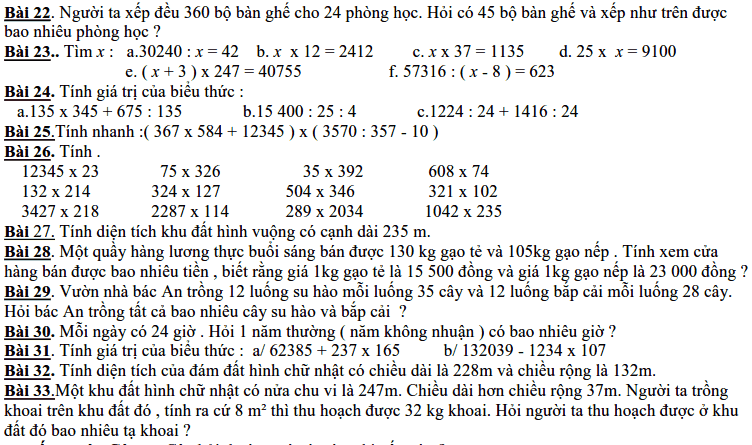 Bài 22. Người ta xếp đều 360 bộ bàn ghế cho 24 phòng học. Hỏi có 45 bộ bàn ghế và xếp như trên được
bao nhiêu phòng học ?
Bài 23.. Tìm x : a.30240 : x = 42 b. x x 12 = 2412 c. x x 37 = 1135 d. 25 x x = 9100
e. ( x + 3 ) x 247 = 40755 f. 57316 : ( x - 8 ) = 623
Bài 24. Tính giá trị của biểu thức :
a.135 x 345 + 675 : 135 b.15 400 : 25 : 4 c.1224 : 24 + 1416 : 24
Bài 25.Tính nhanh :( 367 x 584 + 12345 ) x ( 3570 : 357 - 10 )
Bài 26. Tính .
12345 x 23 75 x 326 35 x 392 608 x 74
132 x 214 324 x 127 504 x 346 321 x 102
3427 x 218 2287 x 114 289 x 2034 1042 x 235
Bài 27. Tính diện tích khu đất hình vuộng có cạnh dài 235 m.
Bài 28. Một quầy hàng lương thực buổi sáng bán được 130 kg gạo tẻ và 105kg gạo nếp . Tính xem cửa
hàng bán được bao nhiêu tiền , biết rằng giá 1kg gạo tẻ là 15 500 đồng và giá 1kg gạo nếp là 23 000 đồng ?
Bài 29. Vườn nhà bác An trồng 12 luống su hào mỗi luống 35 cây và 12 luống bắp cải mỗi luống 28 cây.
Hỏi bác An trồng tất cả bao nhiêu cây su hào và bắp cải ?
Bài 30. Mỗi ngày có 24 giờ . Hỏi 1 năm thường ( năm không nhuận ) có bao nhiêu giờ ?
Bài 31. Tính giá trị của biểu thức : a/ 62385 + 237 x 165 b/ 132039 - 1234 x 107
Bài 32. Tính diện tích của đám đất hình chữ nhật có chiều dài là 228m và chiều rộng là 132m.
Bài 33.Một khu đất hình chữ nhật có nửa chu vi là 247m. Chiều dài hơn chiều rộng 37m. Người ta trồng
khoai trên khu đất đó , tính ra cứ 8 m² thì thu hoạch được 32 kg khoai. Hỏi người ta thu hoạch được ở khu
đất đó bao nhiêu tạ khoai ?